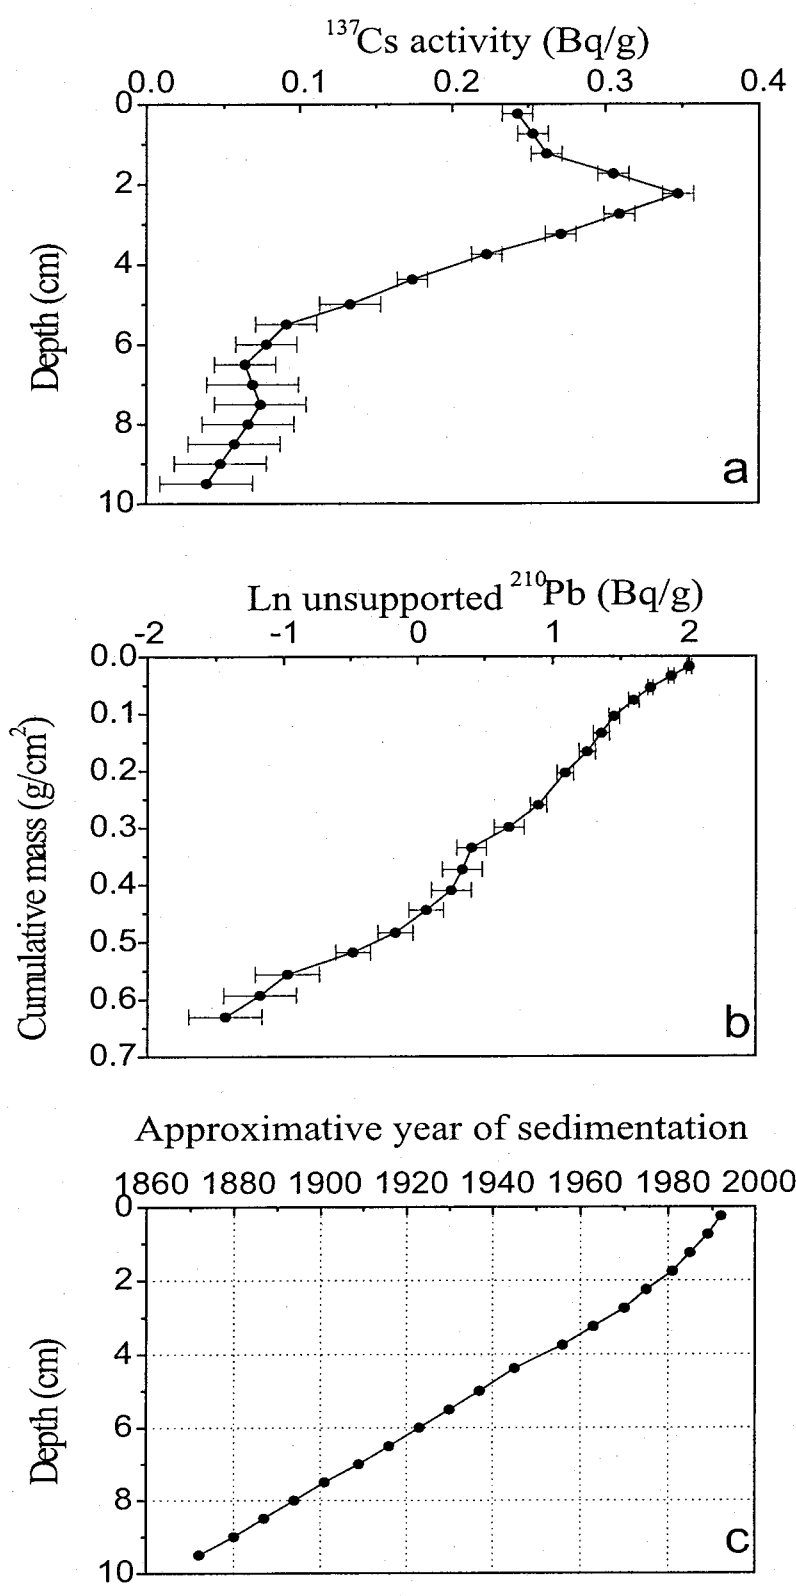 ¹³⁷Cs activity (Bq/g)
0.0 0.1 0.2 0.3 0.4
0
2
4
6
8
10
Depth (cm)
a
Ln unsupported ²¹⁰Pb (Bq/g)
-2 -1 0 1 2
0.0
0.1
0.2
0.3
0.4
0.5
0.6
0.7
Cumulative mass (g/cm²)
b
Approximative year of sedimentation
1860 1880 1900 1920 1940 1960 1980 2000
0
2
4
6
8
10
Depth (cm)
c